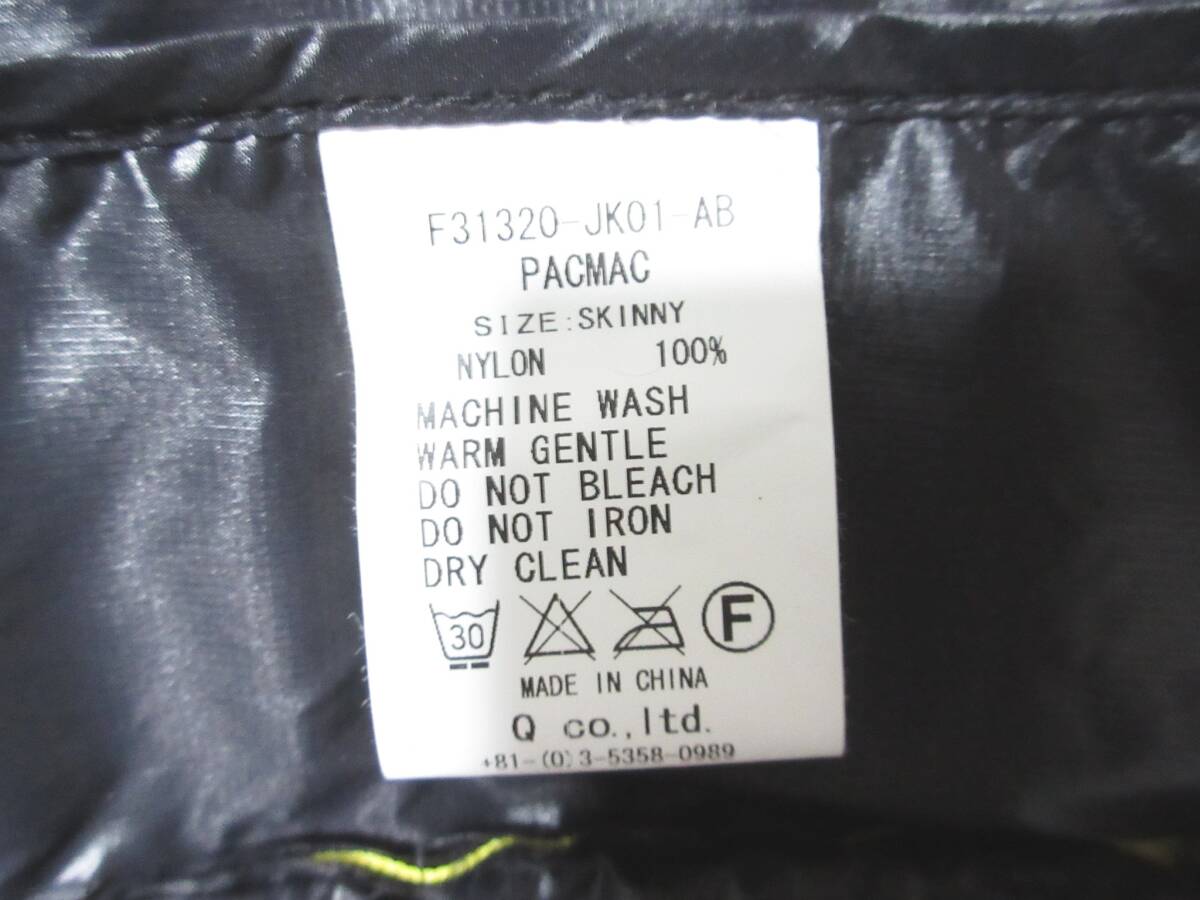 F31320-JK01-AB
PACMAC
SIZE:SKINNY
NYLON 100%
MACHINE WASH
WARM GENTLE
DO NOT BLEACH
DO NOT IRON
DRY CLEAN
30 F
MADE IN CHINA
Q co.,ltd.
+81-(0)3-5358-0989